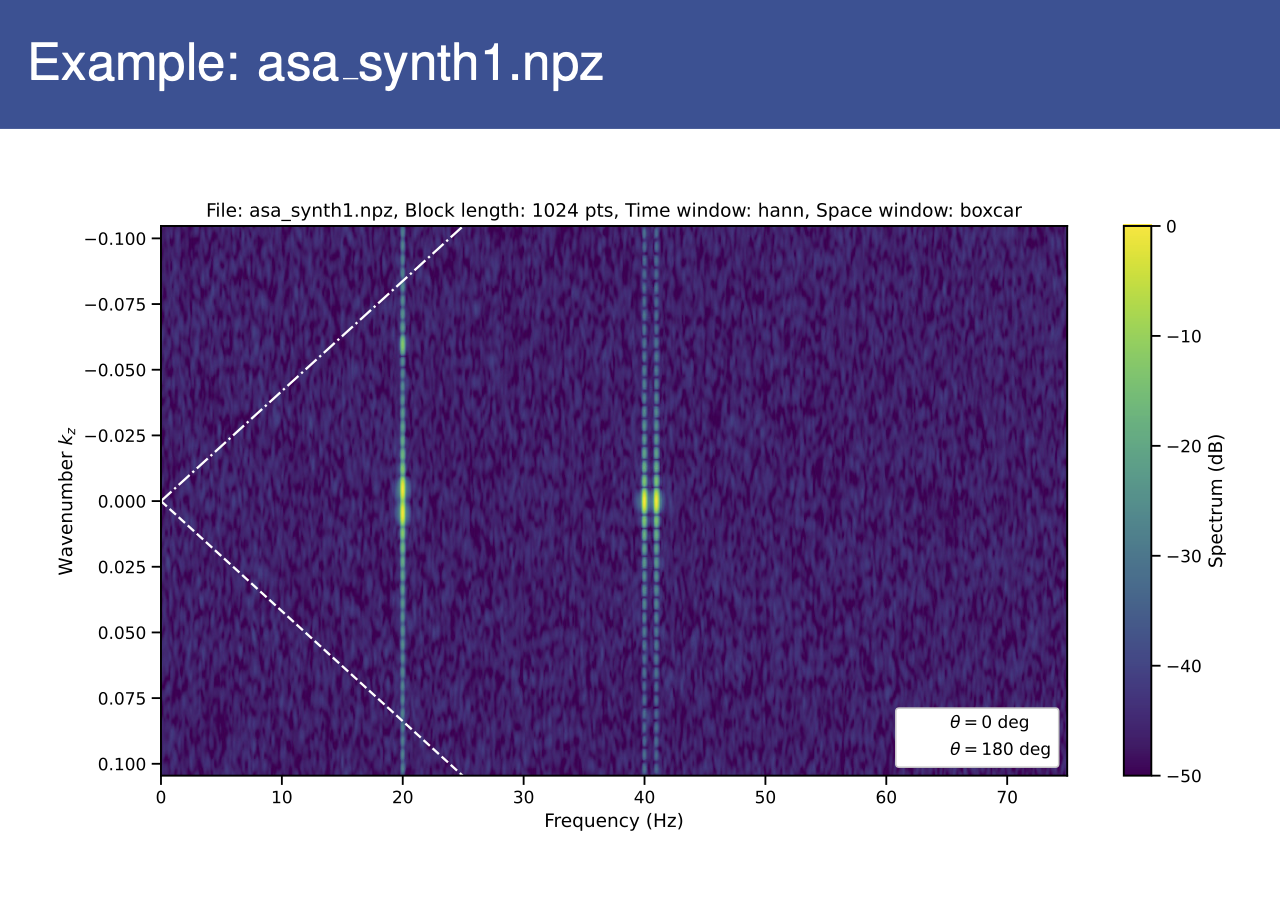 Example: asa_synth1.npz
File: asa_synth1.npz, Block length: 1024 pts, Time window: hann, Space window: boxcar
−0.100
−0.075
−0.050
−0.025
0.000
0.025
0.050
0.075
0.100
Wavenumber k_z
0 10 20 30 40 50 60 70
Frequency (Hz)
θ = 0 deg
θ = 180 deg
0
−10
−20
−30
−40
−50
Spectrum (dB)